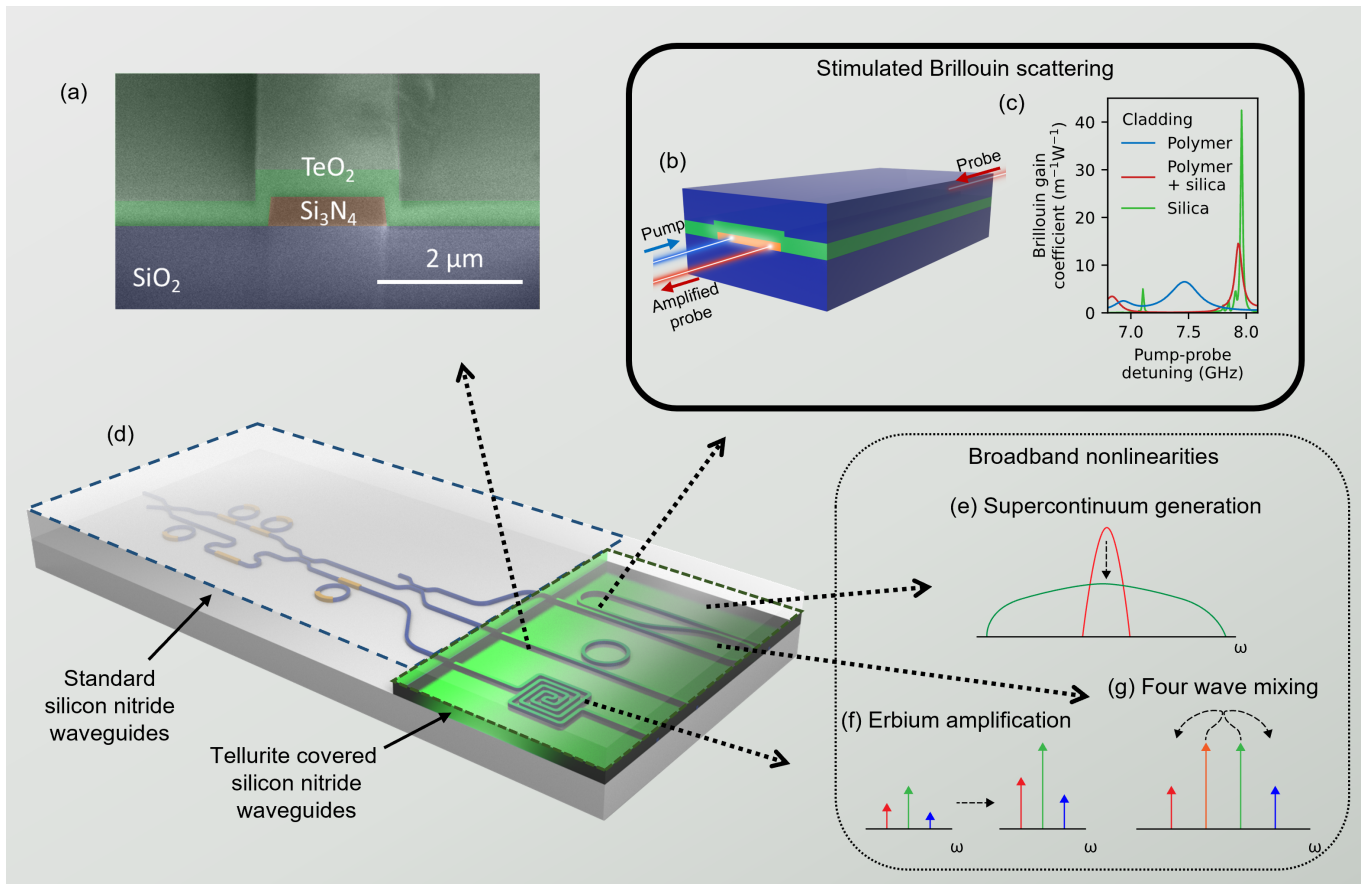 (a)
TeO2
Si3N4
SiO2
2 µm
Stimulated Brillouin scattering
(b)
Probe
Pump
Amplified
probe
(c)
Brillouin gain
coefficient (m⁻¹W⁻¹)
40
30
20
10
0
Cladding
Polymer
Polymer
+ silica
Silica
7.0
7.5
8.0
Pump-probe
detuning (GHz)
(d)
Standard
silicon nitride
waveguides
Tellurite covered
silicon nitride
waveguides
Broadband nonlinearities
(e) Supercontinuum generation
ω
(f) Erbium amplification
ω
ω
(g) Four wave mixing
ω